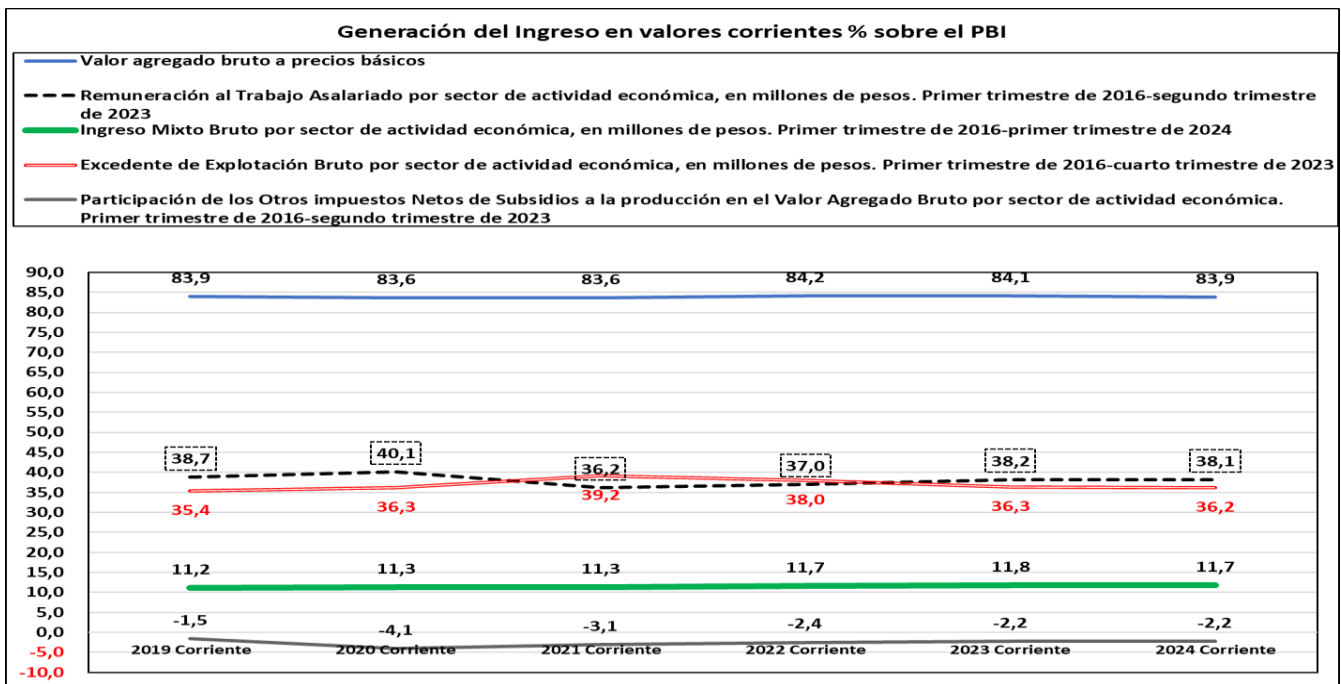 Generación del Ingreso en valores corrientes % sobre el PBI
Valor agregado bruto a precios básicos
Remuneración al Trabajo Asalariado por sector de actividad económica, en millones de pesos. Primer trimestre de 2016-segundo trimestre
de 2023
Ingreso Mixto Bruto por sector de actividad económica, en millones de pesos. Primer trimestre de 2016-primer trimestre de 2024
Excedente de Explotación Bruto por sector de actividad económica, en millones de pesos. Primer trimestre de 2016-cuarto trimestre de 2023
Participación de los Otros impuestos Netos de Subsidios a la producción en el Valor Agregado Bruto por sector de actividad económica.
Primer trimestre de 2016-segundo trimestre de 2023
90,0
83,9 83,6 83,6 84,2 84,1 83,9
85,0
80,0
75,0
70,0
65,0
60,0
55,0
50,0
45,0
38,7 40,1 36,2 37,0 38,2 38,1
40,0
35,0
35,4 36,3 39,2 38,0 36,3 36,2
30,0
25,0
20,0
15,0
11,2 11,3 11,3 11,7 11,8 11,7
10,0
5,0
-1,5 -4,1 -3,1 -2,4 -2,2 -2,2
0,0
2019 Corriente 2020 Corriente 2021 Corriente 2022 Corriente 2023 Corriente 2024 Corriente
-5,0
-10,0